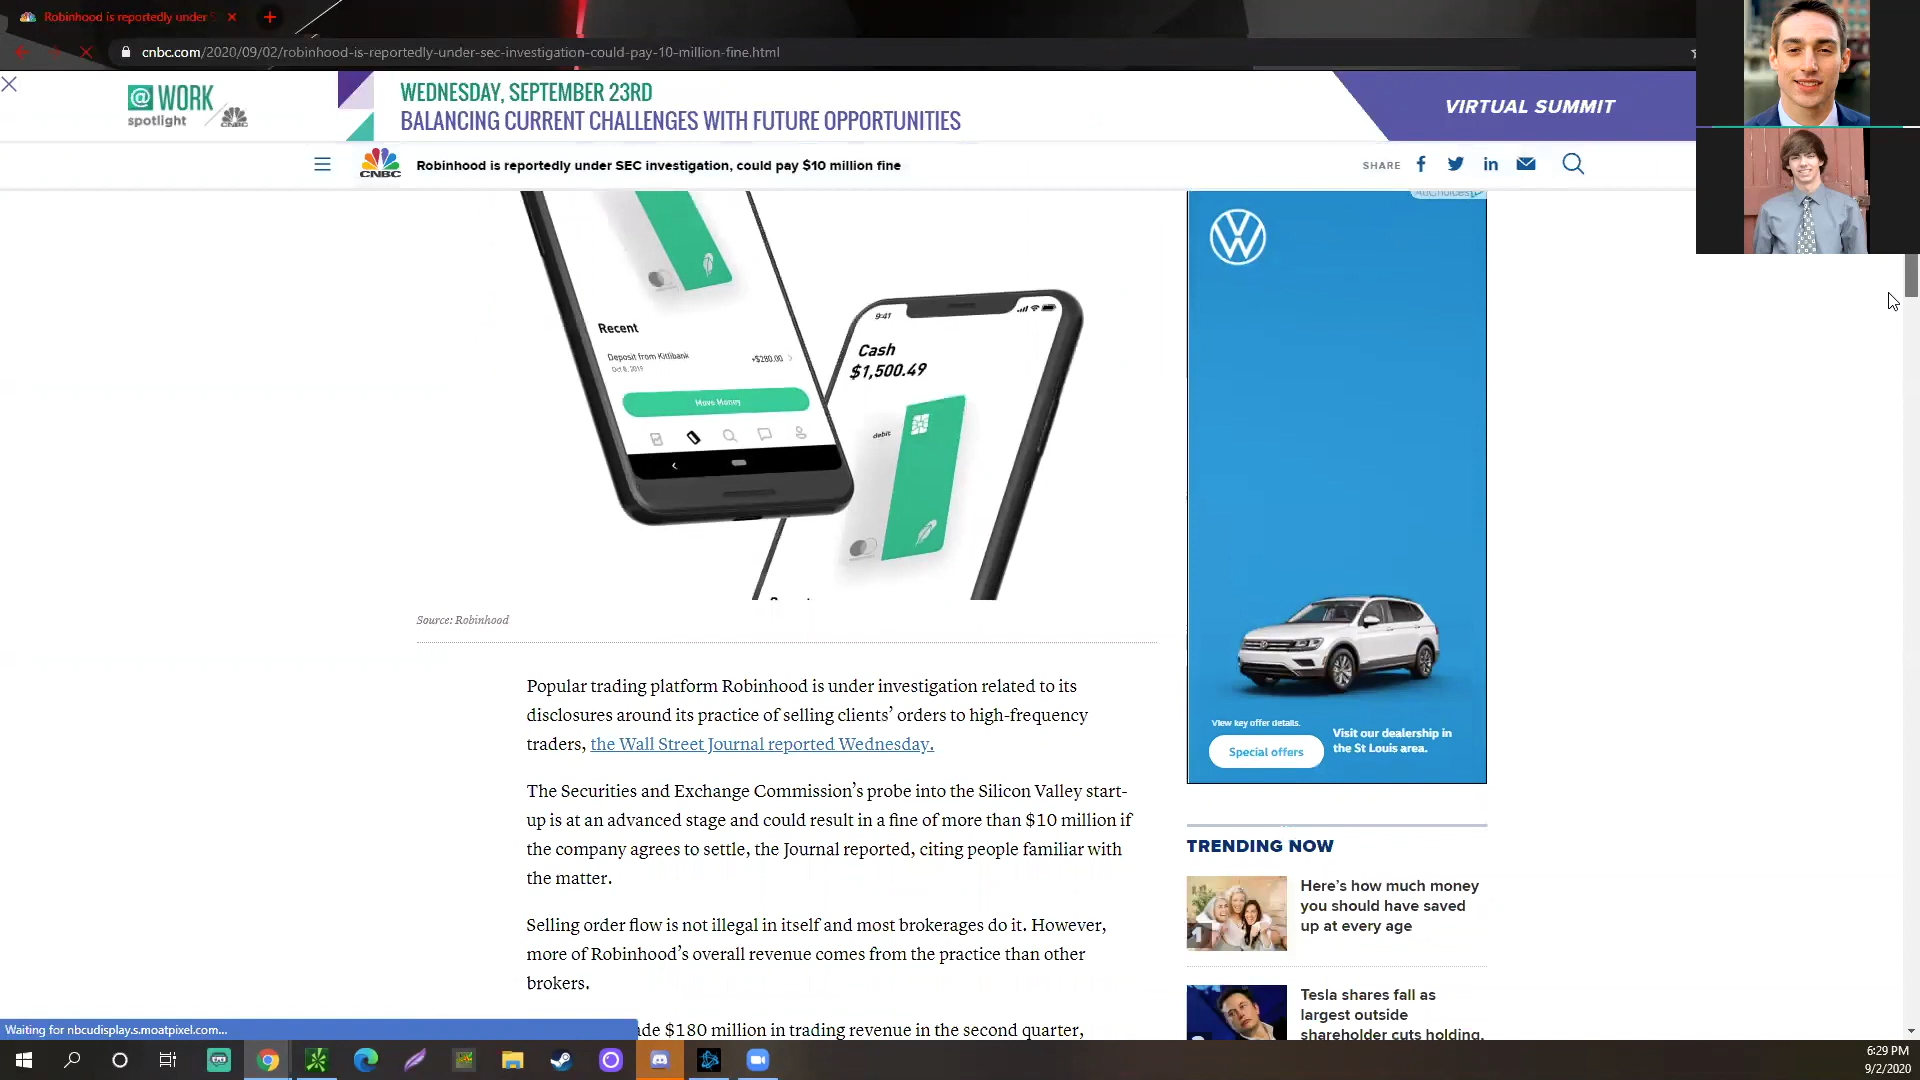 Robinhood is reportedly under
cnbc.com/2020/09/02/robinhood-is-reportedly-under-sec-investigation-could-pay-10-million-fine.html
@ WORK
spotlight
CNBC
WEDNESDAY, SEPTEMBER 23RD
BALANCING CURRENT CHALLENGES WITH FUTURE OPPORTUNITIES
VIRTUAL SUMMIT
CNBC
Robinhood is reportedly under SEC investigation, could pay $10 million fine
SHARE
AdChoices
Recent
Deposit from Kitlibank
+$280.00
Oct 8, 2019
Move Money
9:41
Cash
$1,500.49
debit
Source: Robinhood
Popular trading platform Robinhood is under investigation related to its
disclosures around its practice of selling clients’ orders to high-frequency
traders, the Wall Street Journal reported Wednesday.
The Securities and Exchange Commission’s probe into the Silicon Valley start-
up is at an advanced stage and could result in a fine of more than $10 million if
the company agrees to settle, the Journal reported, citing people familiar with
the matter.
Selling order flow is not illegal in itself and most brokerages do it. However,
more of Robinhood’s overall revenue comes from the practice than other
brokers.
de $180 million in trading revenue in the second quarter,
View key offer details.
Special offers
Visit our dealership in
the St Louis area.
TRENDING NOW
1
Here’s how much money
you should have saved
up at every age
Tesla shares fall as
largest outside
shareholder cuts holding,
Waiting for nbcudisplay.s.moatpixel.com...
6:29 PM
9/2/2020